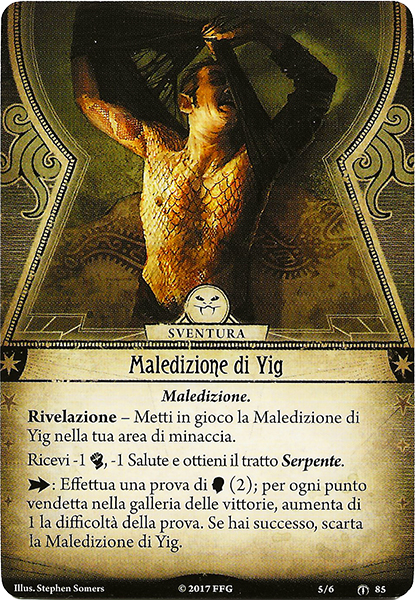 SVENTURA
Maledizione di Yig
Maledizione.
Rivelazione – Metti in gioco la Maledizione di
Yig nella tua area di minaccia.
Ricevi -1 , -1 Salute e ottieni il tratto Serpente.
: Effettua una prova di (2); per ogni punto
vendetta nella galleria delle vittorie, aumenta di
1 la difficoltà della prova. Se hai successo, scarta
la Maledizione di Yig.
Illus. Stephen Somers © 2017 FFG 5/6 85